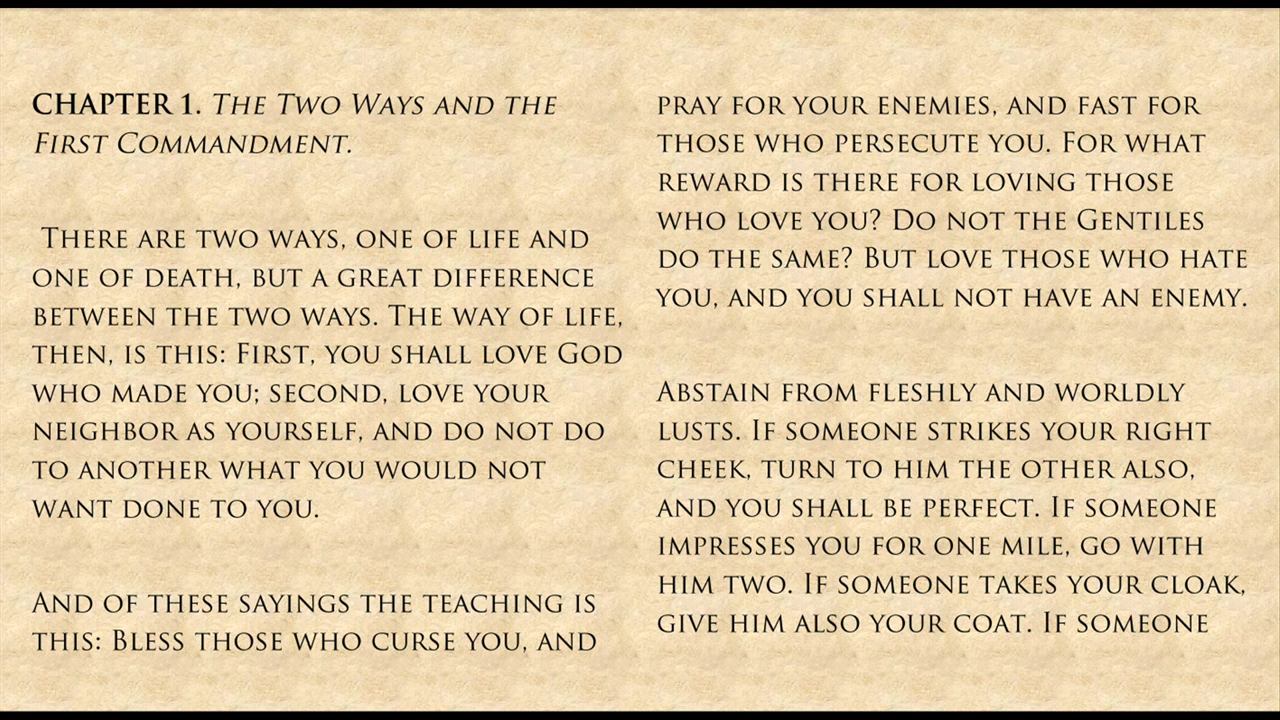 CHAPTER 1. THE TWO WAYS AND THE
FIRST COMMANDMENT.
THERE ARE TWO WAYS, ONE OF LIFE AND
ONE OF DEATH, BUT A GREAT DIFFERENCE
BETWEEN THE TWO WAYS. THE WAY OF LIFE,
THEN, IS THIS: FIRST, YOU SHALL LOVE GOD
WHO MADE YOU; SECOND, LOVE YOUR
NEIGHBOR AS YOURSELF, AND DO NOT DO
TO ANOTHER WHAT YOU WOULD NOT
WANT DONE TO YOU.
AND OF THESE SAYINGS THE TEACHING IS
THIS: BLESS THOSE WHO CURSE YOU, AND
PRAY FOR YOUR ENEMIES, AND FAST FOR
THOSE WHO PERSECUTE YOU. FOR WHAT
REWARD IS THERE FOR LOVING THOSE
WHO LOVE YOU? DO NOT THE GENTILES
DO THE SAME? BUT LOVE THOSE WHO HATE
YOU, AND YOU SHALL NOT HAVE AN ENEMY.
ABSTAIN FROM FLESHLY AND WORLDLY
LUSTS. IF SOMEONE STRIKES YOUR RIGHT
CHEEK, TURN TO HIM THE OTHER ALSO,
AND YOU SHALL BE PERFECT. IF SOMEONE
IMPRESSES YOU FOR ONE MILE, GO WITH
HIM TWO. IF SOMEONE TAKES YOUR CLOAK,
GIVE HIM ALSO YOUR COAT. IF SOMEONE